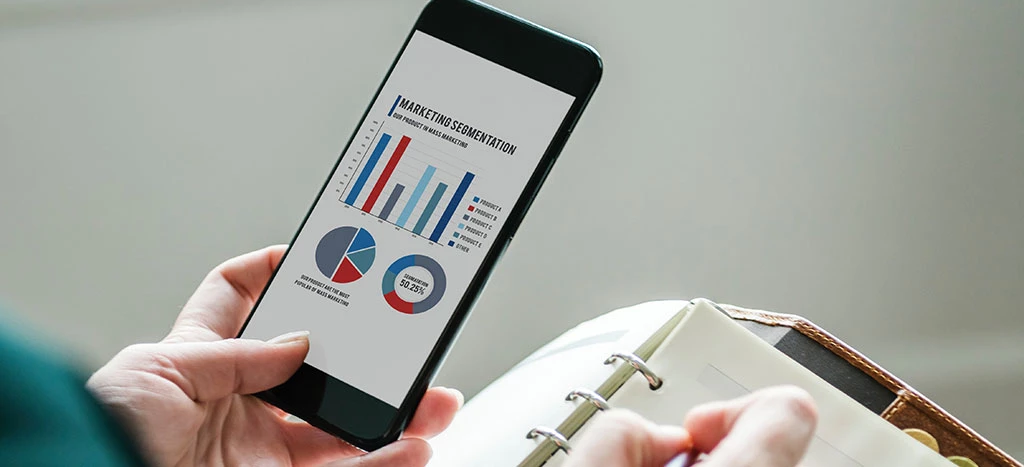 MARKETING SEGMENTATION
OUR PRODUCT IN MASS MARKETING
PRODUCT A
PRODUCT B
PRODUCT C
PRODUCT D
PRODUCT E
OTHER
OUR PRODUCT ARE THE MOST
POPULAR OF MASS MARKETING
SEGMENTATION
50.25%